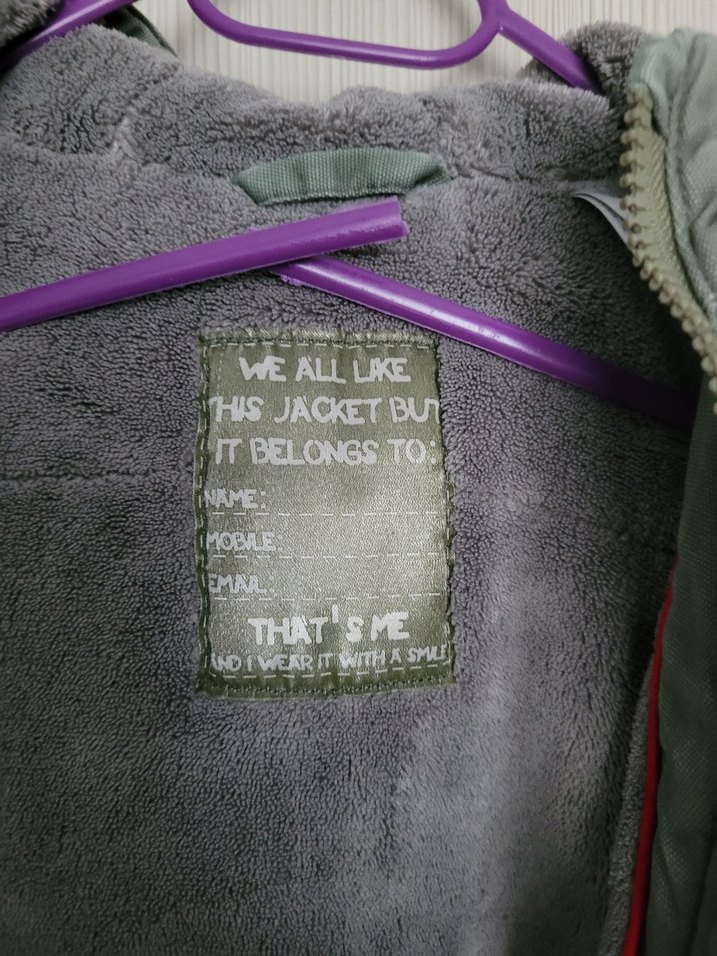 WE ALL LIKE
THIS JACKET BUT
IT BELONGS TO:
NAME:
MOBILE:
EMAIL:
THAT'S ME
AND I WEAR IT WITH A SMILE